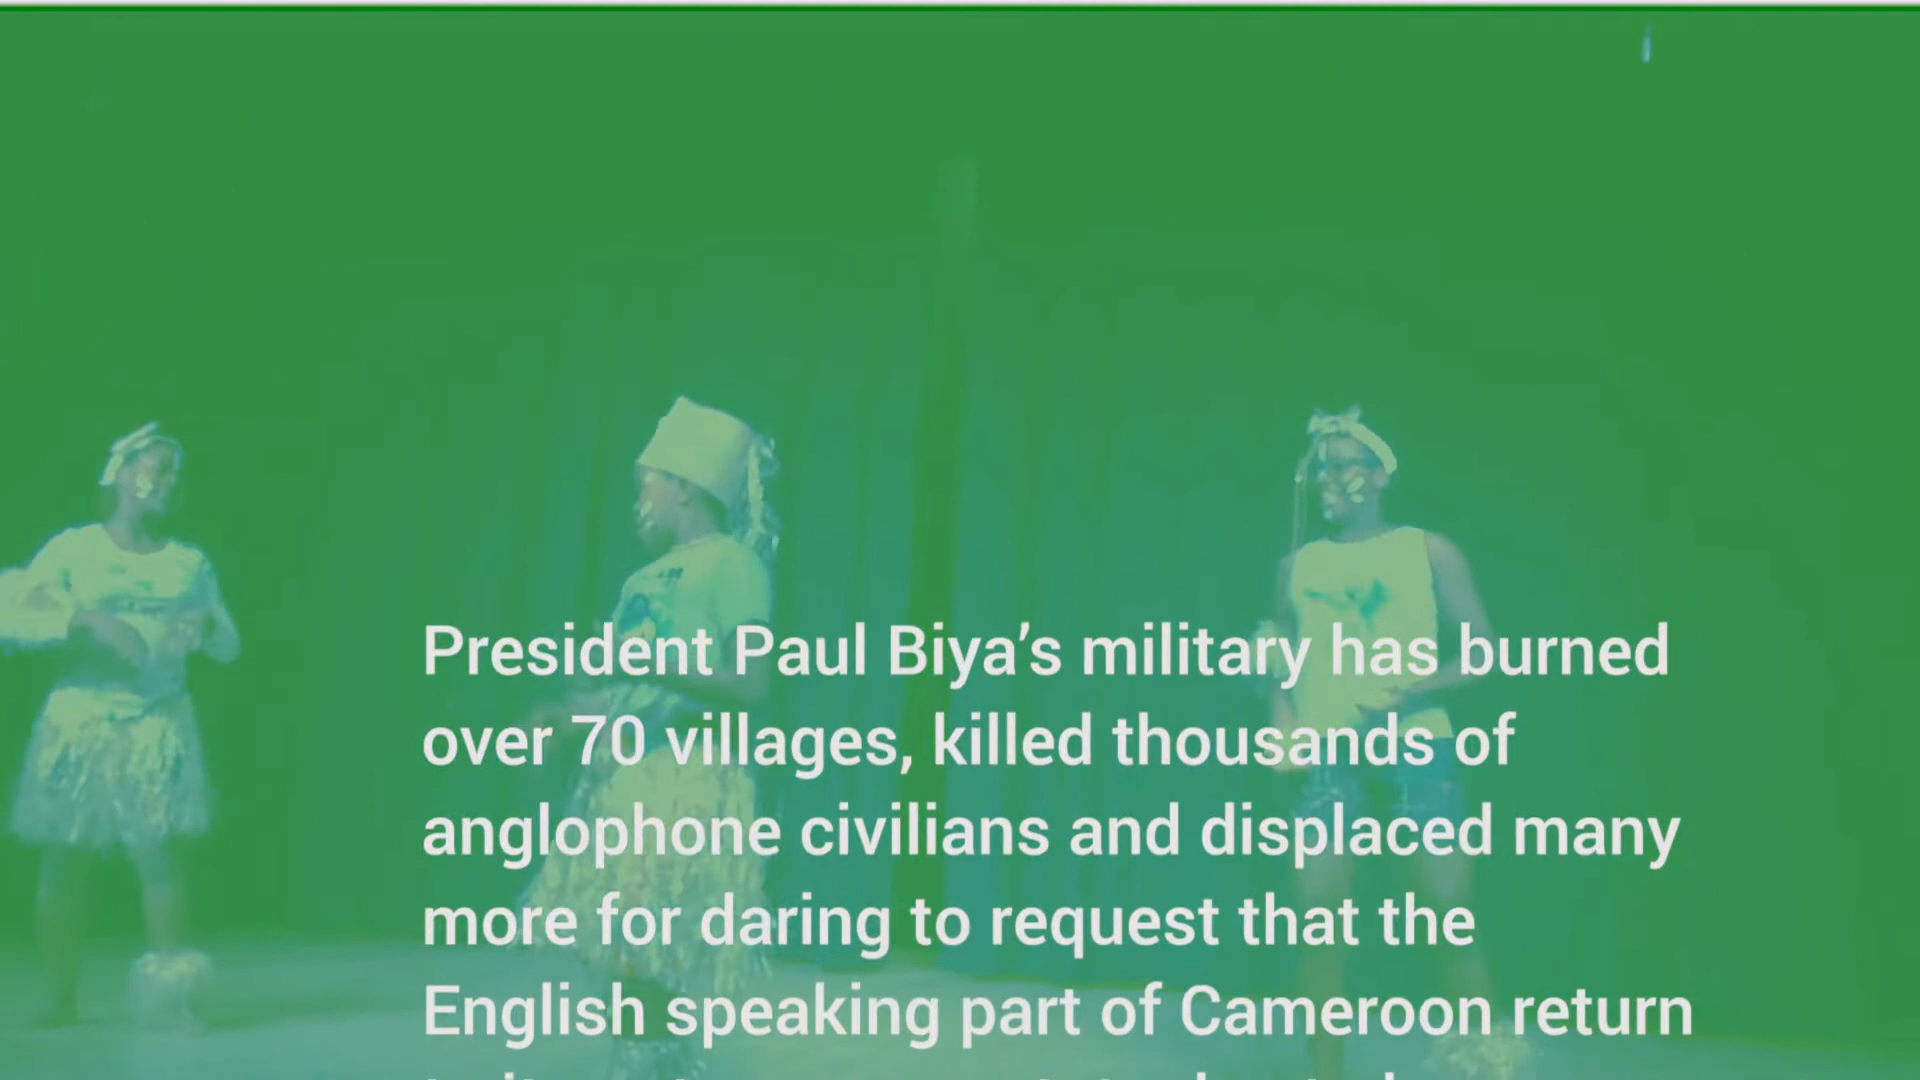 President Paul Biya’s military has burned
over 70 villages, killed thousands of
anglophone civilians and displaced many
more for daring to request that the
English speaking part of Cameroon return